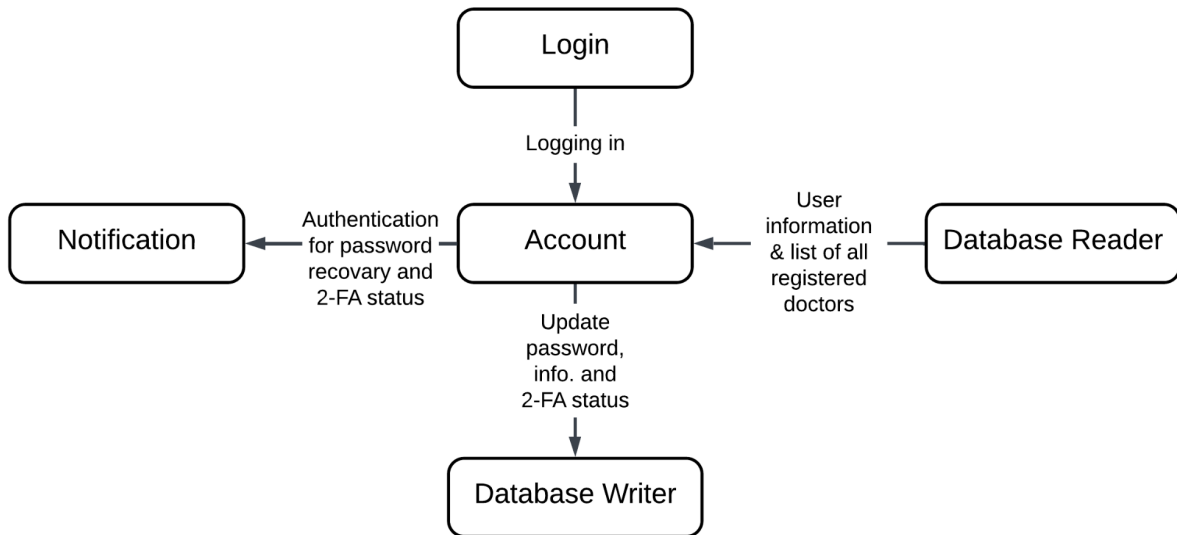 Login
Logging in
Notification
Authentication
for password
recovary and
2-FA status
Account
User
information
& list of all
registered
doctors
Database Reader
Update
password,
info. and
2-FA status
Database Writer